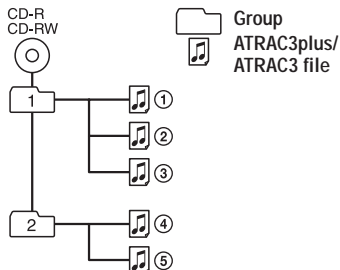 CD-R
CD-RW
Group
ATRAC3plus/
ATRAC3 file
1
①
②
③
2
④
⑤